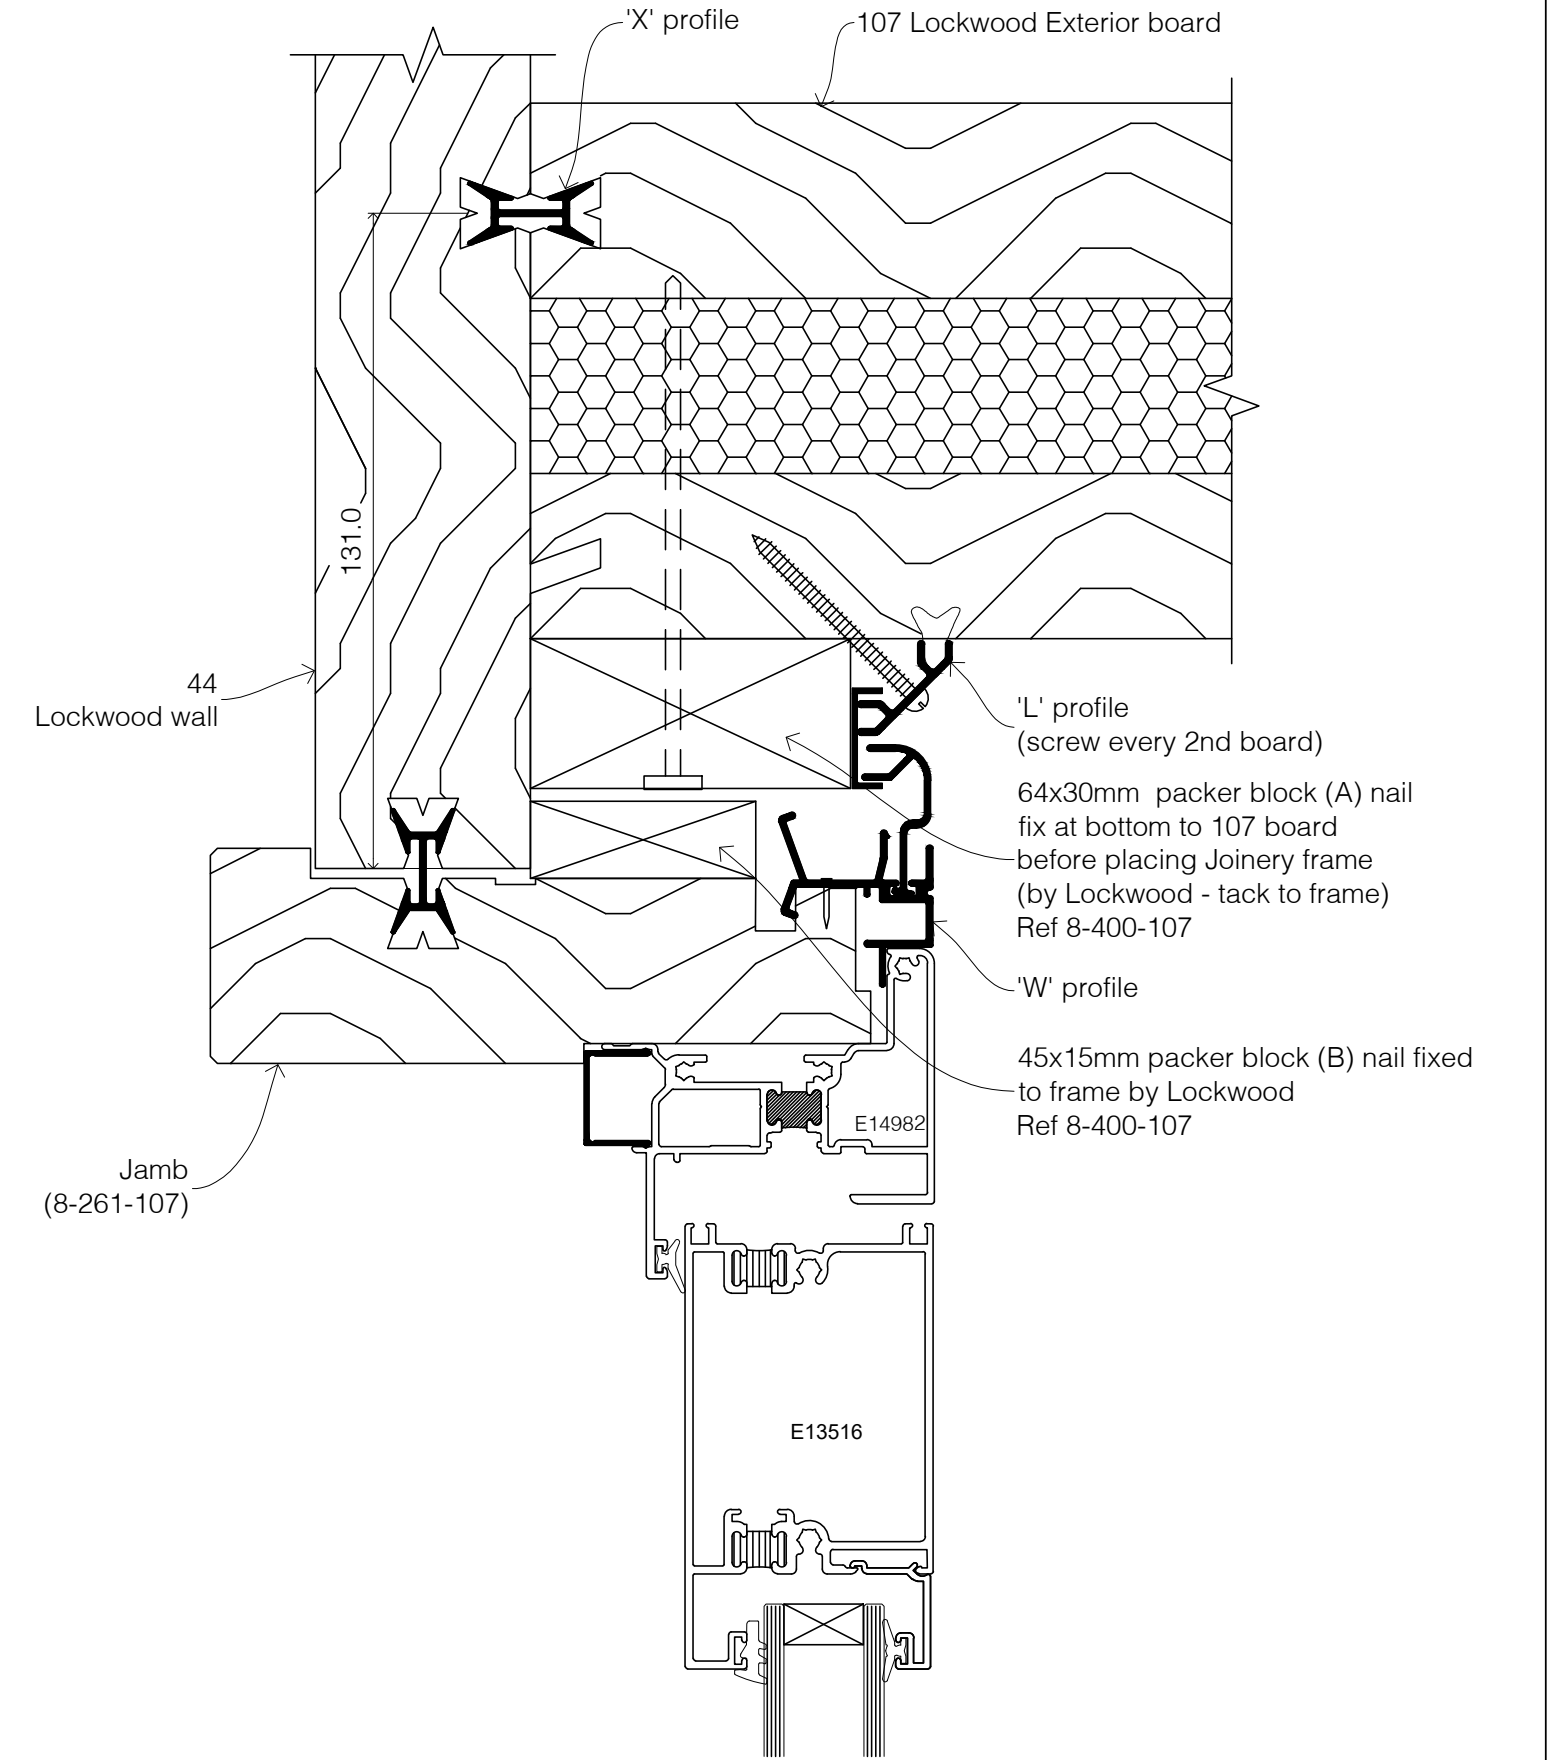 'X' profile
107 Lockwood Exterior board
131.0
44
Lockwood wall
'L' profile
(screw every 2nd board)
64x30mm packer block (A) nail
fix at bottom to 107 board
before placing Joinery frame
(by Lockwood - tack to frame)
Ref 8-400-107
'W' profile
45x15mm packer block (B) nail fixed
to frame by Lockwood
Ref 8-400-107
E14982
Jamb
(8-261-107)
E13516